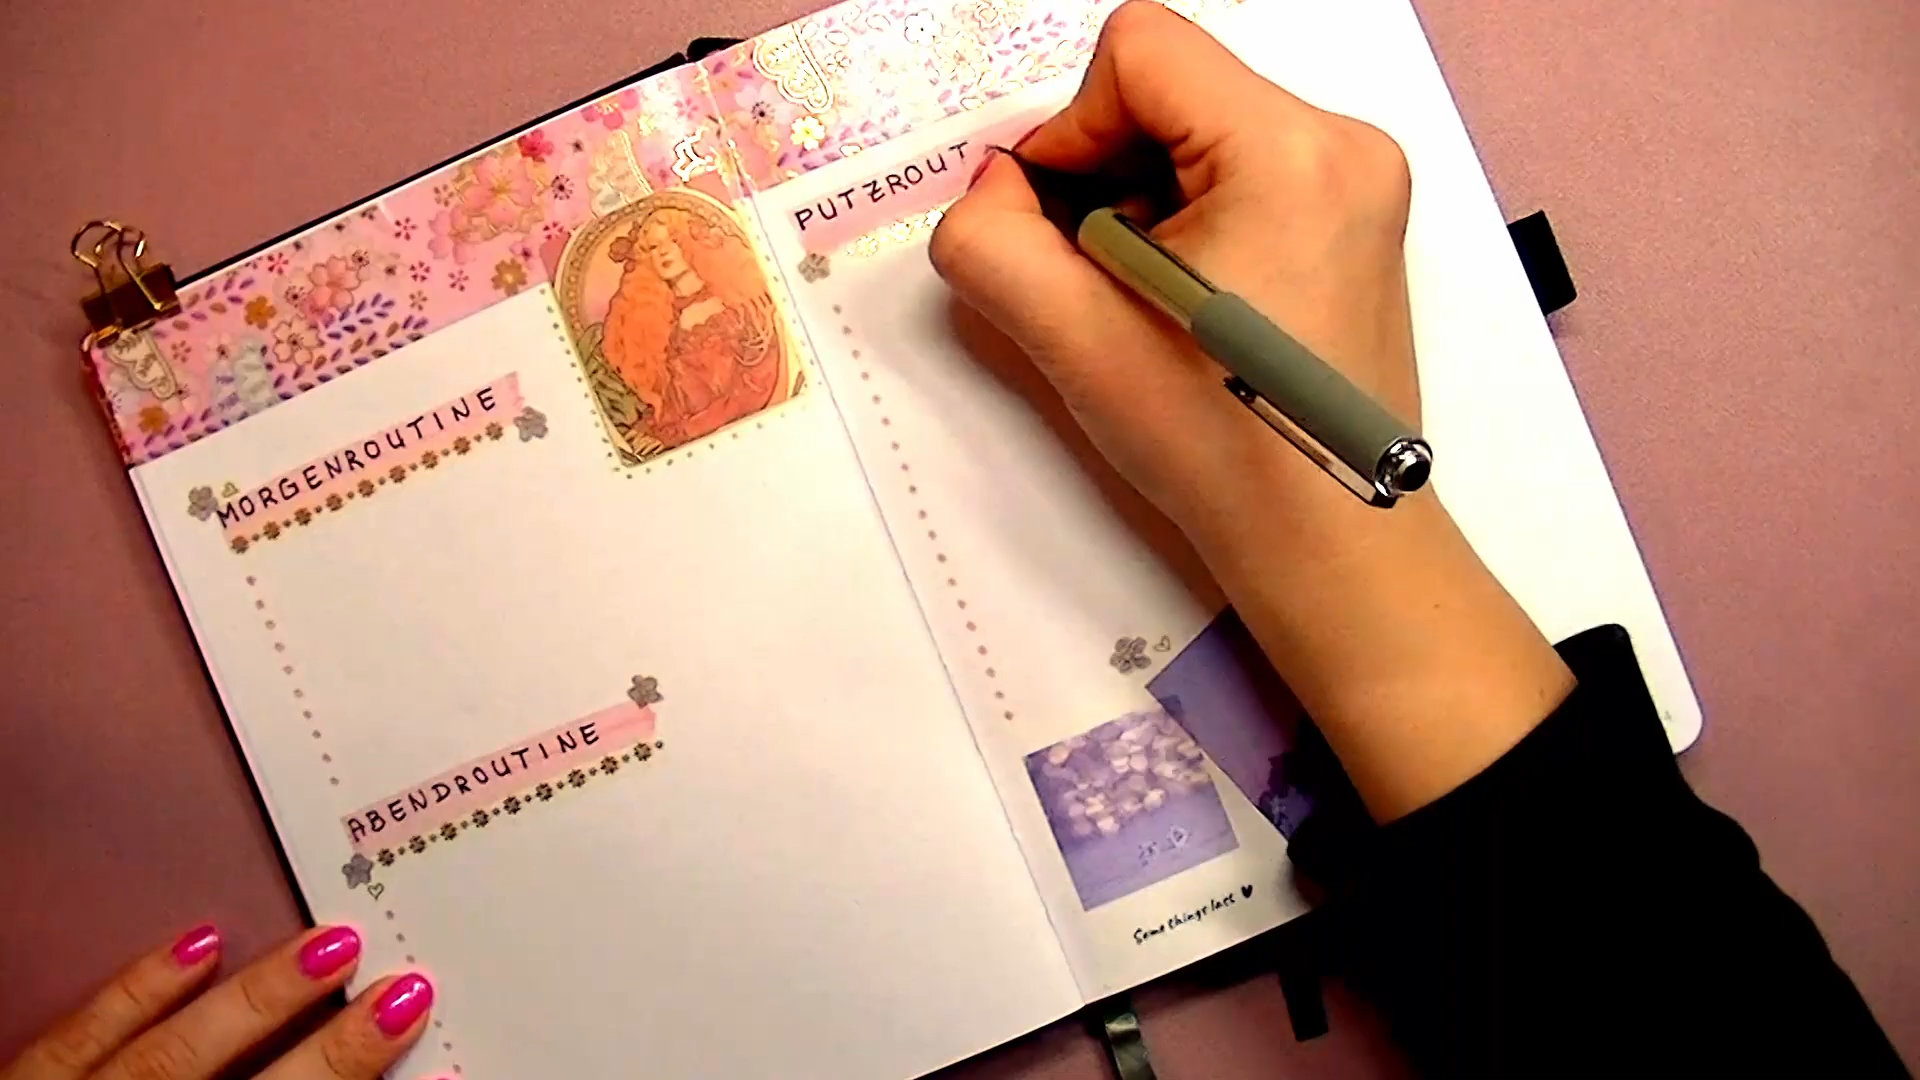 MORGENROUTINE
ABENDROUTINE
PUTZROUT
Some things last ♥